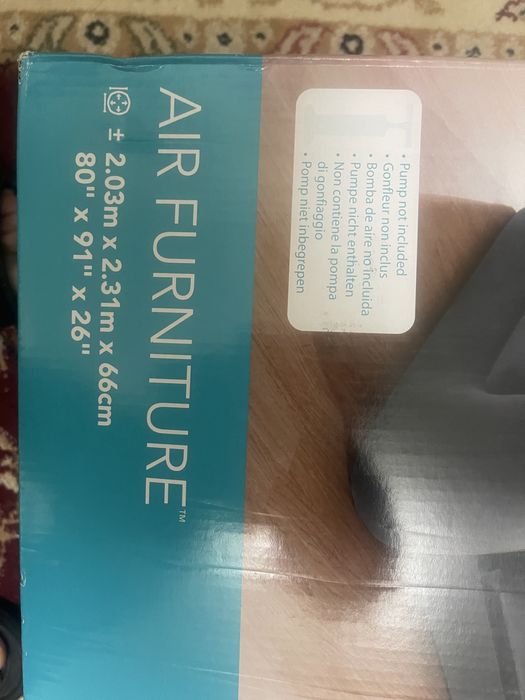 • Pump not included
• Gonfleur non inclus
• Bomba de aire no incluida
• Pumpe nicht enthalten
• Non contiene la pompa
di gonfiaggio
• Pomp niet inbegrepen
AIR FURNITURE™
± 2.03m x 2.31m x 66cm
80" x 91" x 26"